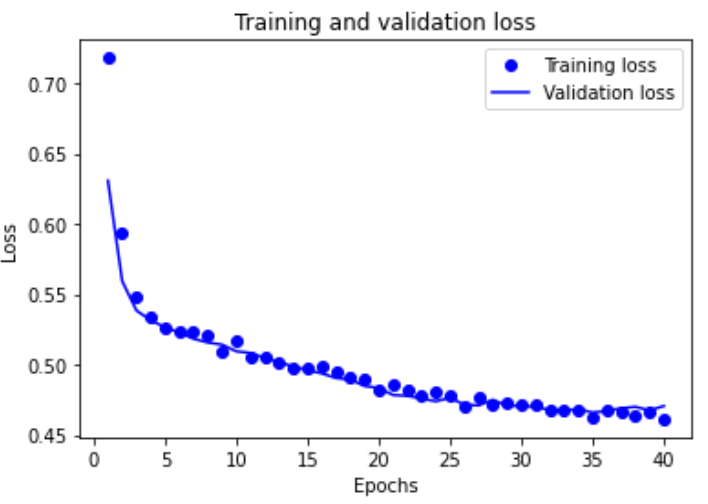 Training and validation loss
Training loss
Validation loss
0.70
0.65
0.60
0.55
0.50
0.45
Loss
0 5 10 15 20 25 30 35 40
Epochs